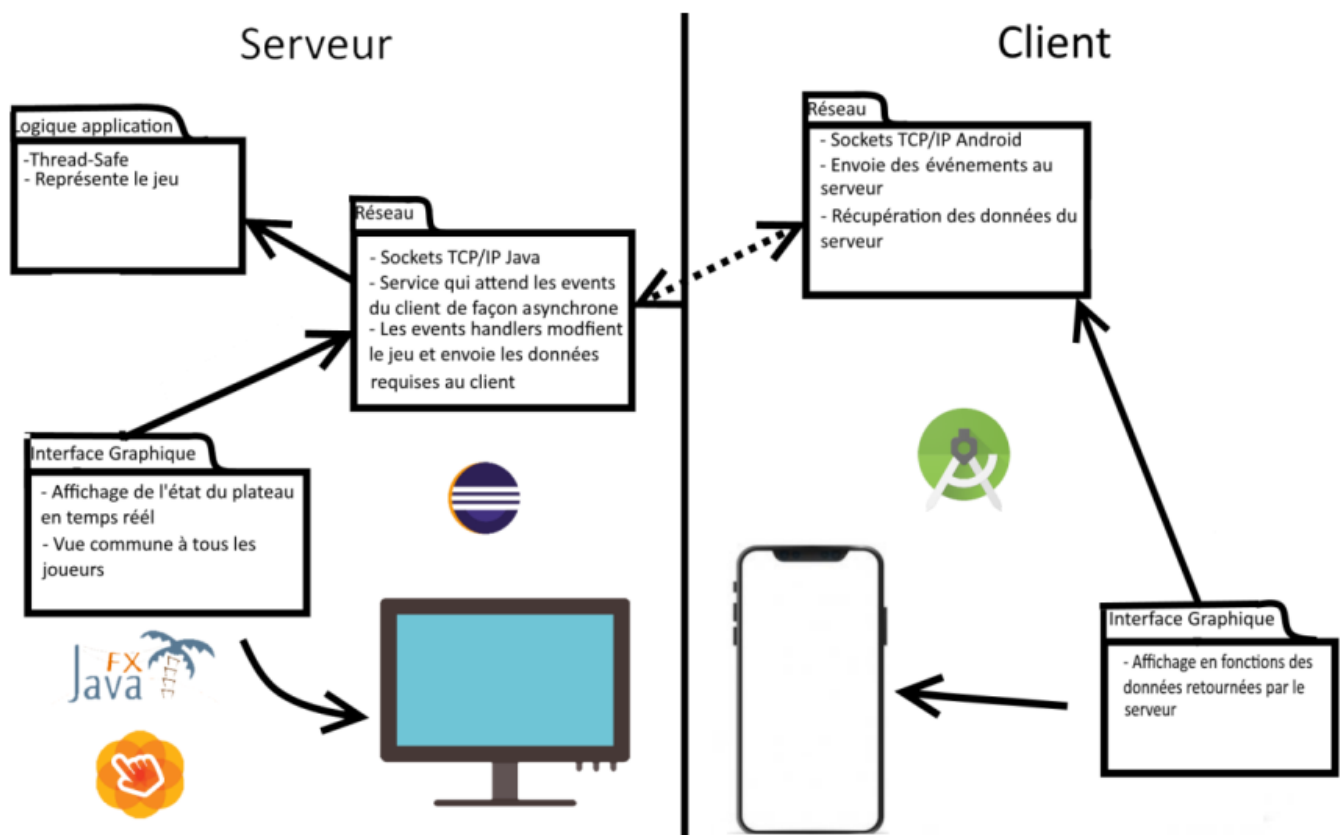 Serveur
Client
Logique application
-Thread-Safe
- Représente le jeu
Réseau
- Sockets TCP/IP Java
- Service qui attend les events
du client de façon asynchrone
- Les events handlers modfient
le jeu et envoie les données
requises au client
Interface Graphique
- Affichage de l'état du plateau
en temps réél
- Vue commune à tous les
joueurs
Java FX
Réseau
- Sockets TCP/IP Android
- Envoie des événements au
serveur
- Récupération des données du
serveur
Interface Graphique
- Affichage en fonctions des
données retournées par le
serveur